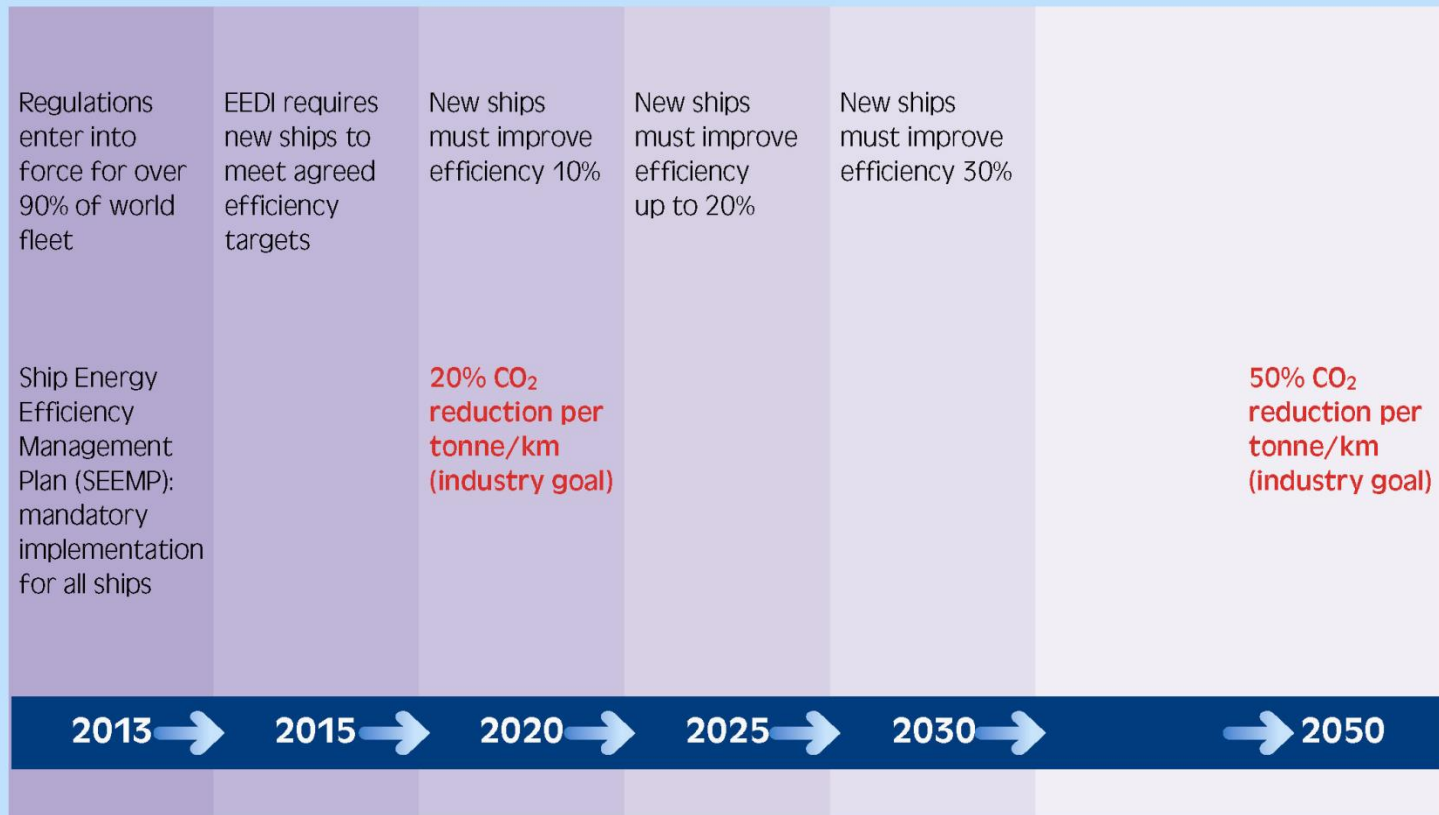 Regulations
enter into
force for over
90% of world
fleet
EEDI requires
new ships to
meet agreed
efficiency
targets
New ships
must improve
efficiency 10%
New ships
must improve
efficiency
up to 20%
New ships
must improve
efficiency 30%
Ship Energy
Efficiency
Management
Plan (SEEMP):
mandatory
implementation
for all ships
20% CO₂
reduction per
tonne/km
(industry goal)
50% CO₂
reduction per
tonne/km
(industry goal)
2013
2015
2020
2025
2030
2050